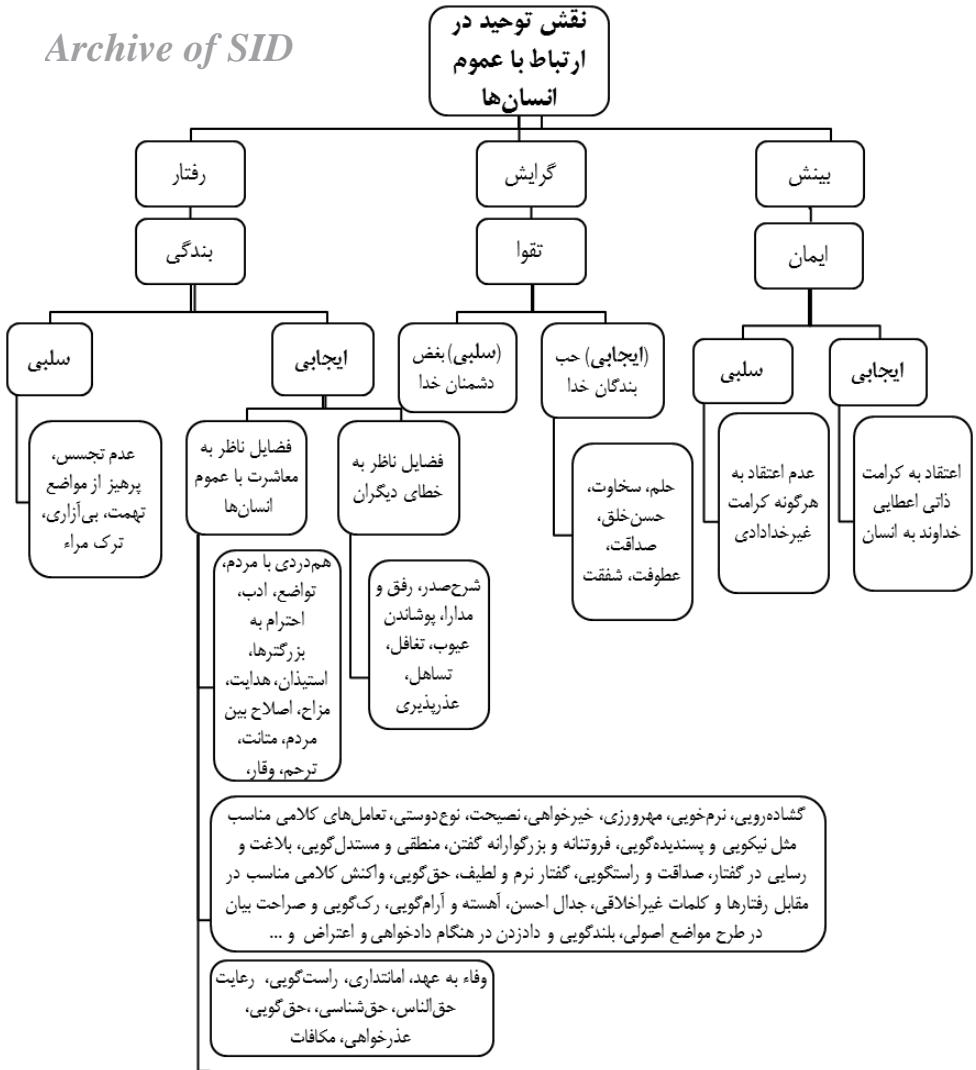 Archive of SID
نقش توحید در
ارتباط با عموم
انسان‌ها
بینش
گرایش
رفتار
ایمان
تقوا
بندگی
ایجابی
سلبی
(ایجابی) حب
بندگان خدا
(سلبی) بغض
دشمنان خدا
ایجابی
سلبی
اعتقاد به کرامت
ذاتی اعطایی
خداوند به انسان
عدم اعتقاد به
هرگونه کرامت
غیرخدادادی
حلم، سخاوت،
حسن‌خلق،
صداقت،
عطوفت، شفقت
فضایل ناظر به
خطای دیگران
فضایل ناظر به
معاشرت با عموم
انسان‌ها
عدم تجسس،
پرهیز از مواضع
تهمت، بی‌آزاری،
ترک مراء
شرح‌صدر، رفق و
مدارا، پوشاندن
عیوب، تغافل،
تساهل،
عذرپذیری
هم‌دردی با مردم،
تواضع، ادب،
احترام به
بزرگترها،
استیذان، هدایت،
مزاح، اصلاح بین
مردم، متانت،
ترحم، وقار،
گشاده‌رویی، نرم‌خویی، مهرورزی، خیرخواهی، نصیحت، نوع‌دوستی، تعامل‌های کلامی مناسب
مثل نیکویی و پسندیده‌گویی، فروتنانه و بزرگوارانه گفتن، منطقی و مستدل‌گویی، بلاغت و
رسایی در گفتار، صداقت و راستگویی، گفتار نرم و لطیف، حق‌گویی، واکنش کلامی مناسب در
مقابل رفتارها و کلمات غیراخلاقی، جدال احسن، آهسته و آرام‌گویی، رک‌گویی و صراحت بیان
در طرح مواضع اصولی، بلندگویی و دادزدن در هنگام دادخواهی و اعتراض و ...
وفاء به عهد، امانتداری، راست‌گویی، رعایت
حق‌الناس، حق‌شناسی، ،حق‌گویی،
عذرخواهی، مکافات